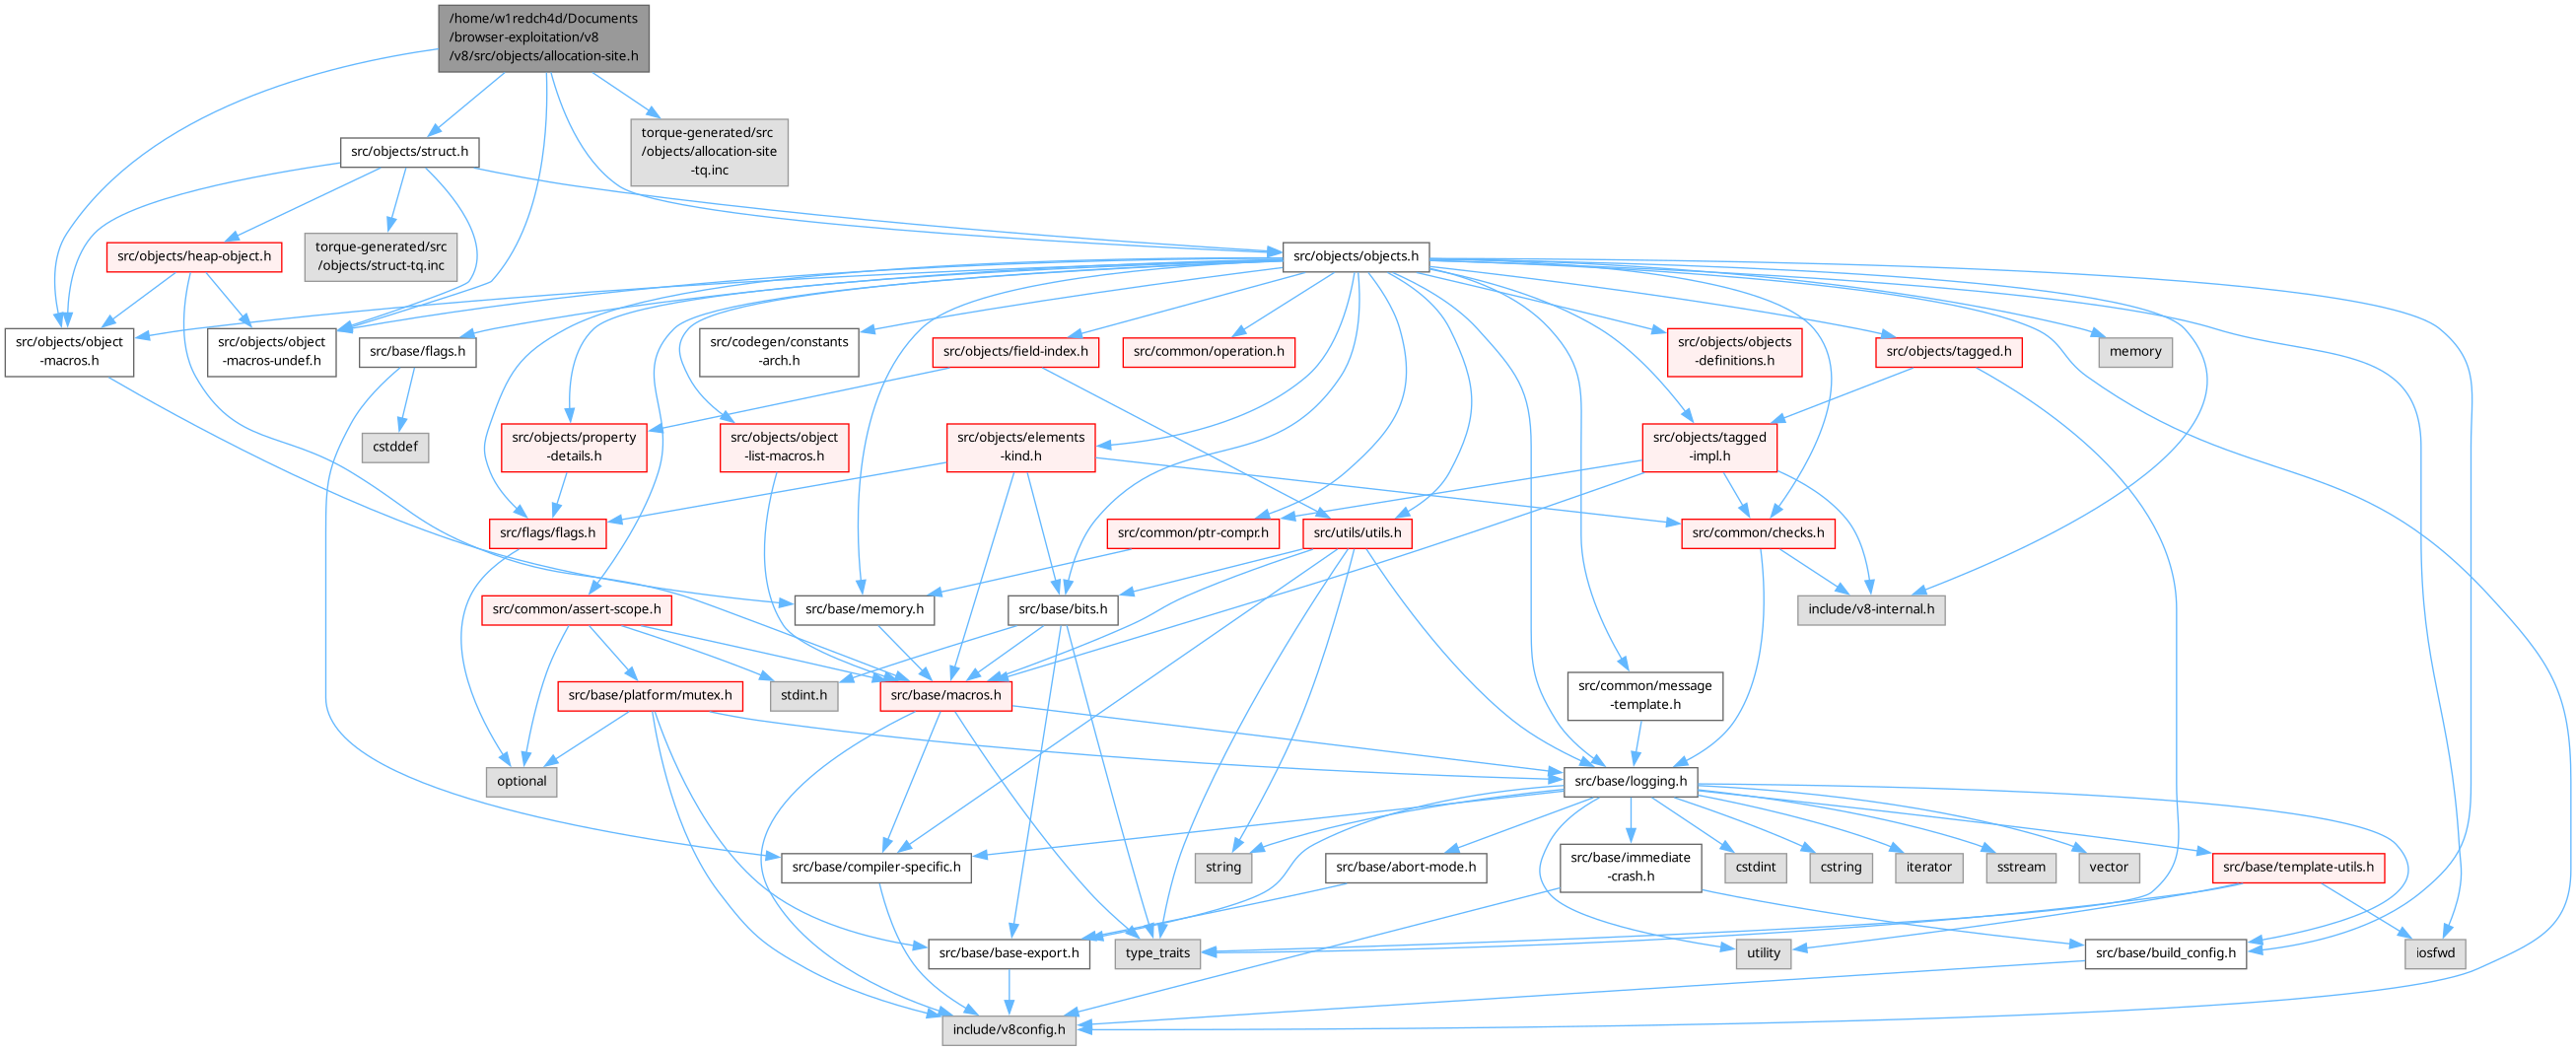 /home/w1redch4d/Documents
/browser-exploitation/v8
/v8/src/objects/allocation-site.h
torque-generated/src
/objects/allocation-site
-tq.inc
src/objects/struct.h
src/objects/heap-object.h
torque-generated/src
/objects/struct-tq.inc
src/objects/objects.h
src/objects/object
-macros.h
src/objects/object
-macros-undef.h
src/base/flags.h
src/codegen/constants
-arch.h
src/objects/field-index.h
src/common/operation.h
src/objects/objects
-definitions.h
src/objects/tagged.h
memory
cstddef
src/objects/property
-details.h
src/objects/object
-list-macros.h
src/objects/elements
-kind.h
src/objects/tagged
-impl.h
src/flags/flags.h
src/common/ptr-compr.h
src/utils/utils.h
src/common/checks.h
src/common/assert-scope.h
src/base/memory.h
src/base/bits.h
include/v8-internal.h
src/base/platform/mutex.h
stdint.h
src/base/macros.h
src/common/message
-template.h
optional
src/base/logging.h
src/base/compiler-specific.h
string
src/base/abort-mode.h
src/base/immediate
-crash.h
cstdint
cstring
iterator
sstream
vector
src/base/template-utils.h
src/base/base-export.h
type_traits
utility
src/base/build_config.h
iosfwd
include/v8config.h